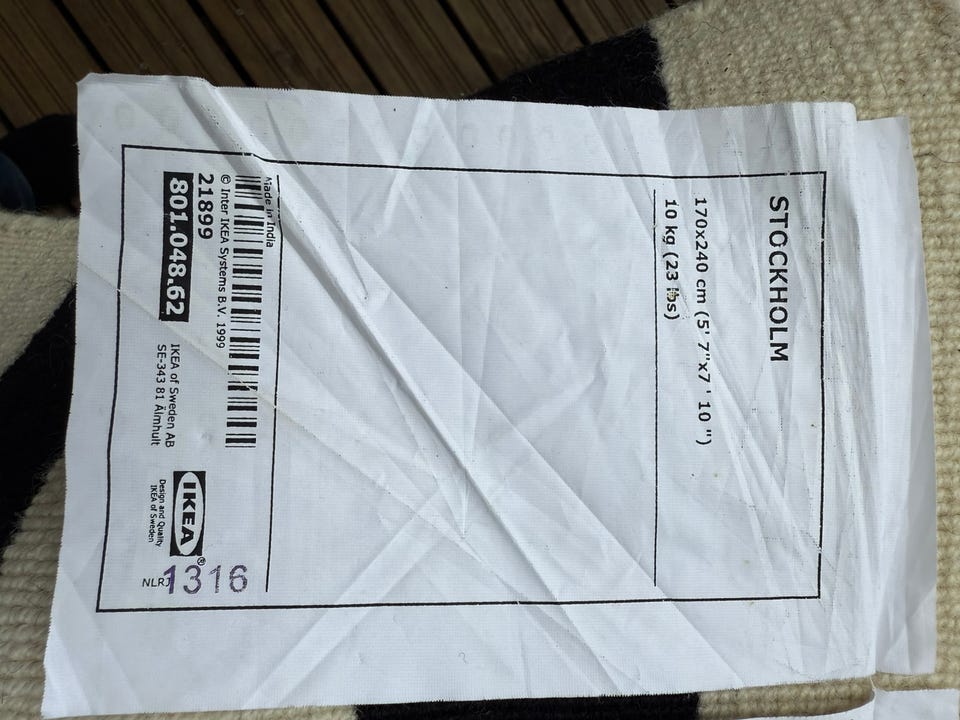 STOCKHOLM
170x240 cm (5' 7"x7 ' 10 ")
10 kg (23 lbs)
Made in India
© Inter IKEA Systems B.V. 1999
21899
801.048.62
IKEA of Sweden AB
SE-343 81 Älmhult
IKEA®
Design and Quality
IKEA of Sweden
1316